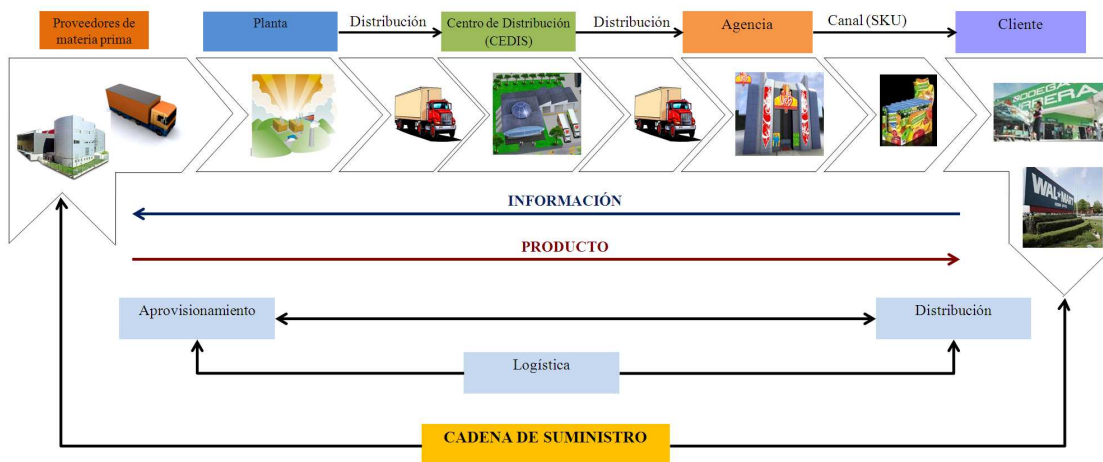 Proveedores de
materia prima
Planta
Distribución
Centro de Distribución
(CEDIS)
Distribución
Agencia
Canal (SKU)
Cliente
BODEGA
WAL★MART
INFORMACIÓN
PRODUCTO
Aprovisionamiento
Distribución
Logística
CADENA DE SUMINISTRO